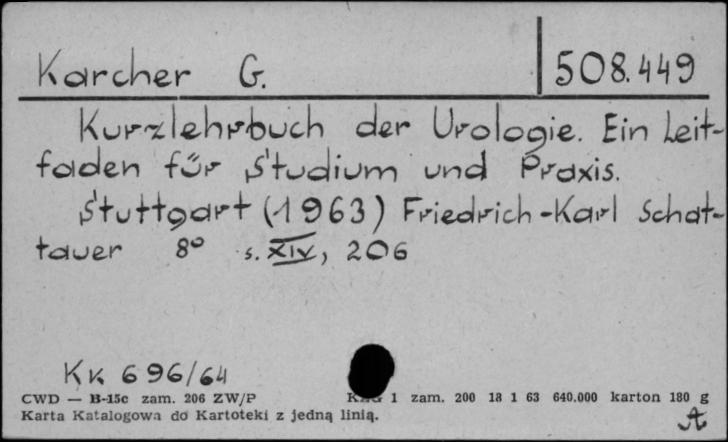 Karcher G. 508.449
Kurzlehrbuch der Urologie. Ein Leit-
faden für Studium und Praxis.
Stuttgart (1963) Friedrich-Karl Schat-
tauer 8° s. XIV, 206
Kk 696/64
CWD — B-15c zam. 206 ZW/P 1 zam. 200 18 1 63 640.000 karton 180 g
Karta Katalogowa do Kartoteki z jedną linią.